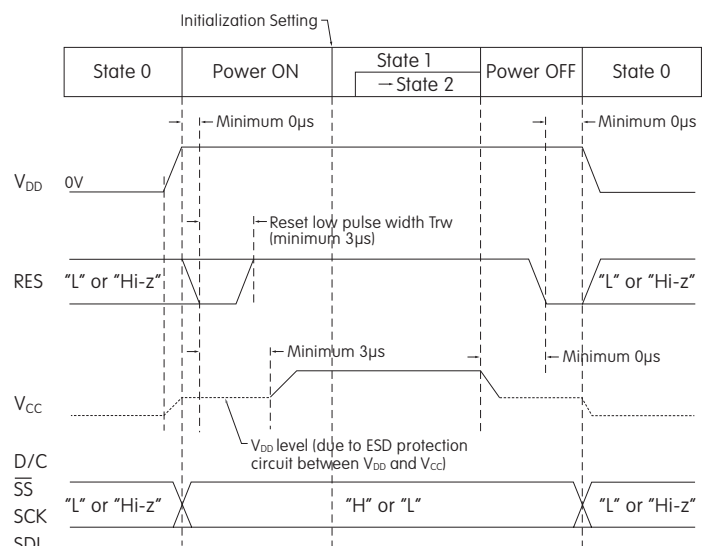 Initialization Setting
State 0
Power ON
State 1
→ State 2
Power OFF
State 0
Minimum 0µs
Minimum 0µs
VDD
0V
Reset low pulse width Trw
(minimum 3µs)
RES
"L" or "Hi-z"
"L" or "Hi-z"
Minimum 3µs
Minimum 0µs
VCC
VDD level (due to ESD protection
circuit between VDD and VCC)
D/C
SS
SCK
SDI
"L" or "Hi-z"
"H" or "L"
"L" or "Hi-z"